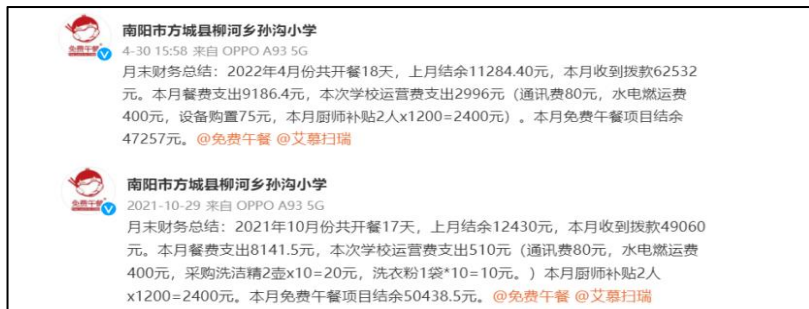 南阳市方城县柳河乡孙沟小学
4-30 15:58 来自 OPPO A93 5G
月末财务总结：2022年4月份共开餐18天，上月结余11284.40元，本月收到拨款62532
元。本月餐费支出9186.4元，本次学校运营费支出2996元（通讯费80元，水电燃运费
400元，设备购置75元，本月厨师补贴2人x1200=2400元）。本月免费午餐项目结余
47257元。@免费午餐 @艾慕扫瑞
免费午餐
南阳市方城县柳河乡孙沟小学
2021-10-29 来自 OPPO A93 5G
月末财务总结：2021年10月份共开餐17天，上月结余12430元，本月收到拨款49060
元。本月餐费支出8141.5元，本次学校运营费支出510元（通讯费80元，水电燃运费
400元，采购洗洁精2壶x10=20元，洗衣粉1袋*10=10元。）本月厨师补贴2人
x1200=2400元。本月免费午餐项目结余50438.5元。@免费午餐 @艾慕扫瑞
免费午餐